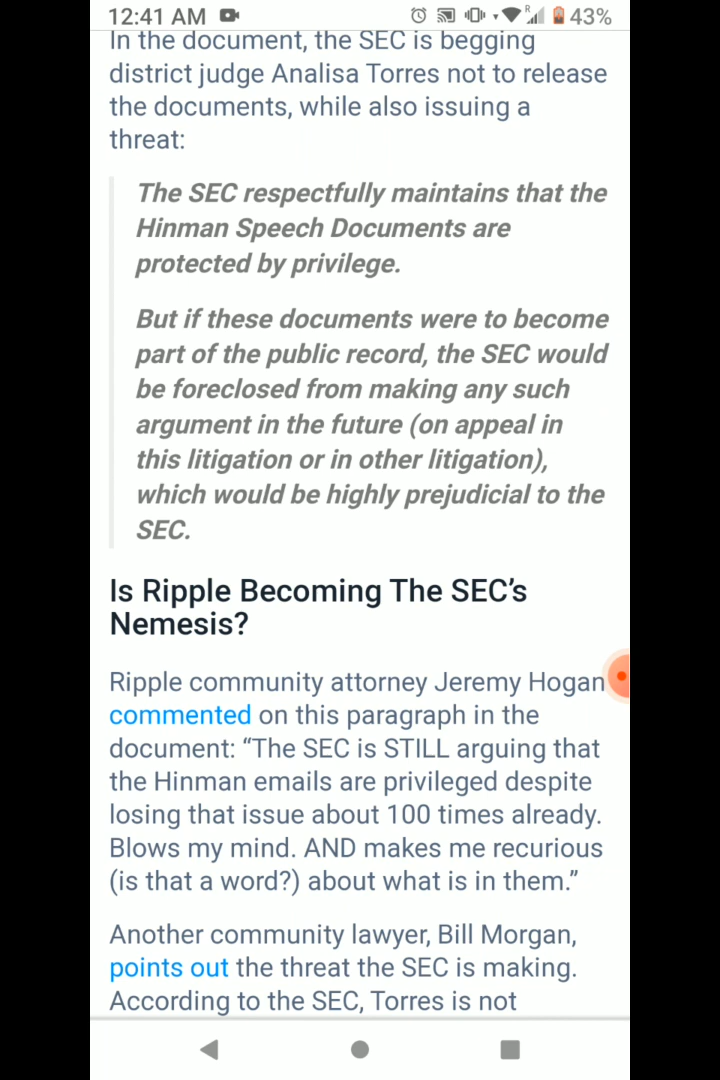 12:41 AM
R
43%
In the document, the SEC is begging
district judge Analisa Torres not to release
the documents, while also issuing a
threat:
The SEC respectfully maintains that the
Hinman Speech Documents are
protected by privilege.
But if these documents were to become
part of the public record, the SEC would
be foreclosed from making any such
argument in the future (on appeal in
this litigation or in other litigation),
which would be highly prejudicial to the
SEC.
Is Ripple Becoming The SEC’s
Nemesis?
Ripple community attorney Jeremy Hogan
commented on this paragraph in the
document: “The SEC is STILL arguing that
the Hinman emails are privileged despite
losing that issue about 100 times already.
Blows my mind. AND makes me recurious
(is that a word?) about what is in them.”
Another community lawyer, Bill Morgan,
points out the threat the SEC is making.
According to the SEC, Torres is not